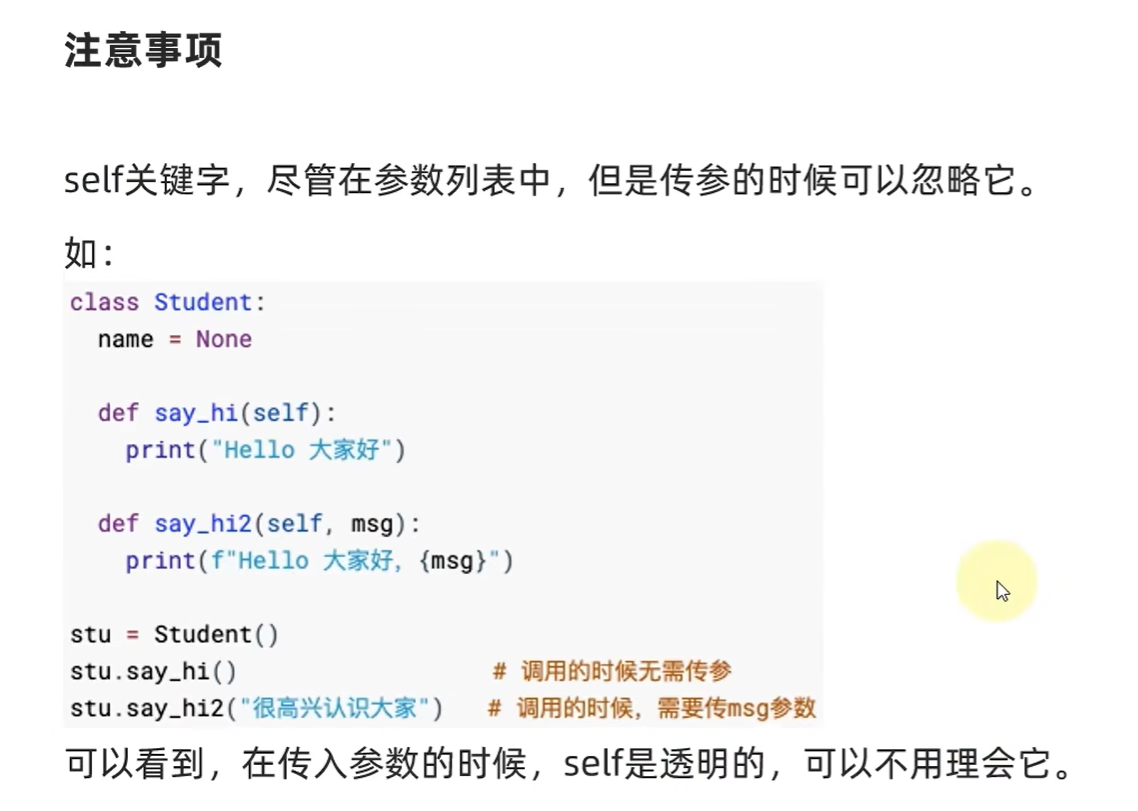 注意事项
self关键字，尽管在参数列表中，但是传参的时候可以忽略它。
如：
class Student:
  name = None
  def say_hi(self):
    print("Hello 大家好")
  def say_hi2(self, msg):
    print(f"Hello 大家好，{msg}")
stu = Student()
stu.say_hi()                  # 调用的时候无需传参
stu.say_hi2("很高兴认识大家")   # 调用的时候，需要传msg参数
可以看到，在传入参数的时候，self是透明的，可以不用理会它。